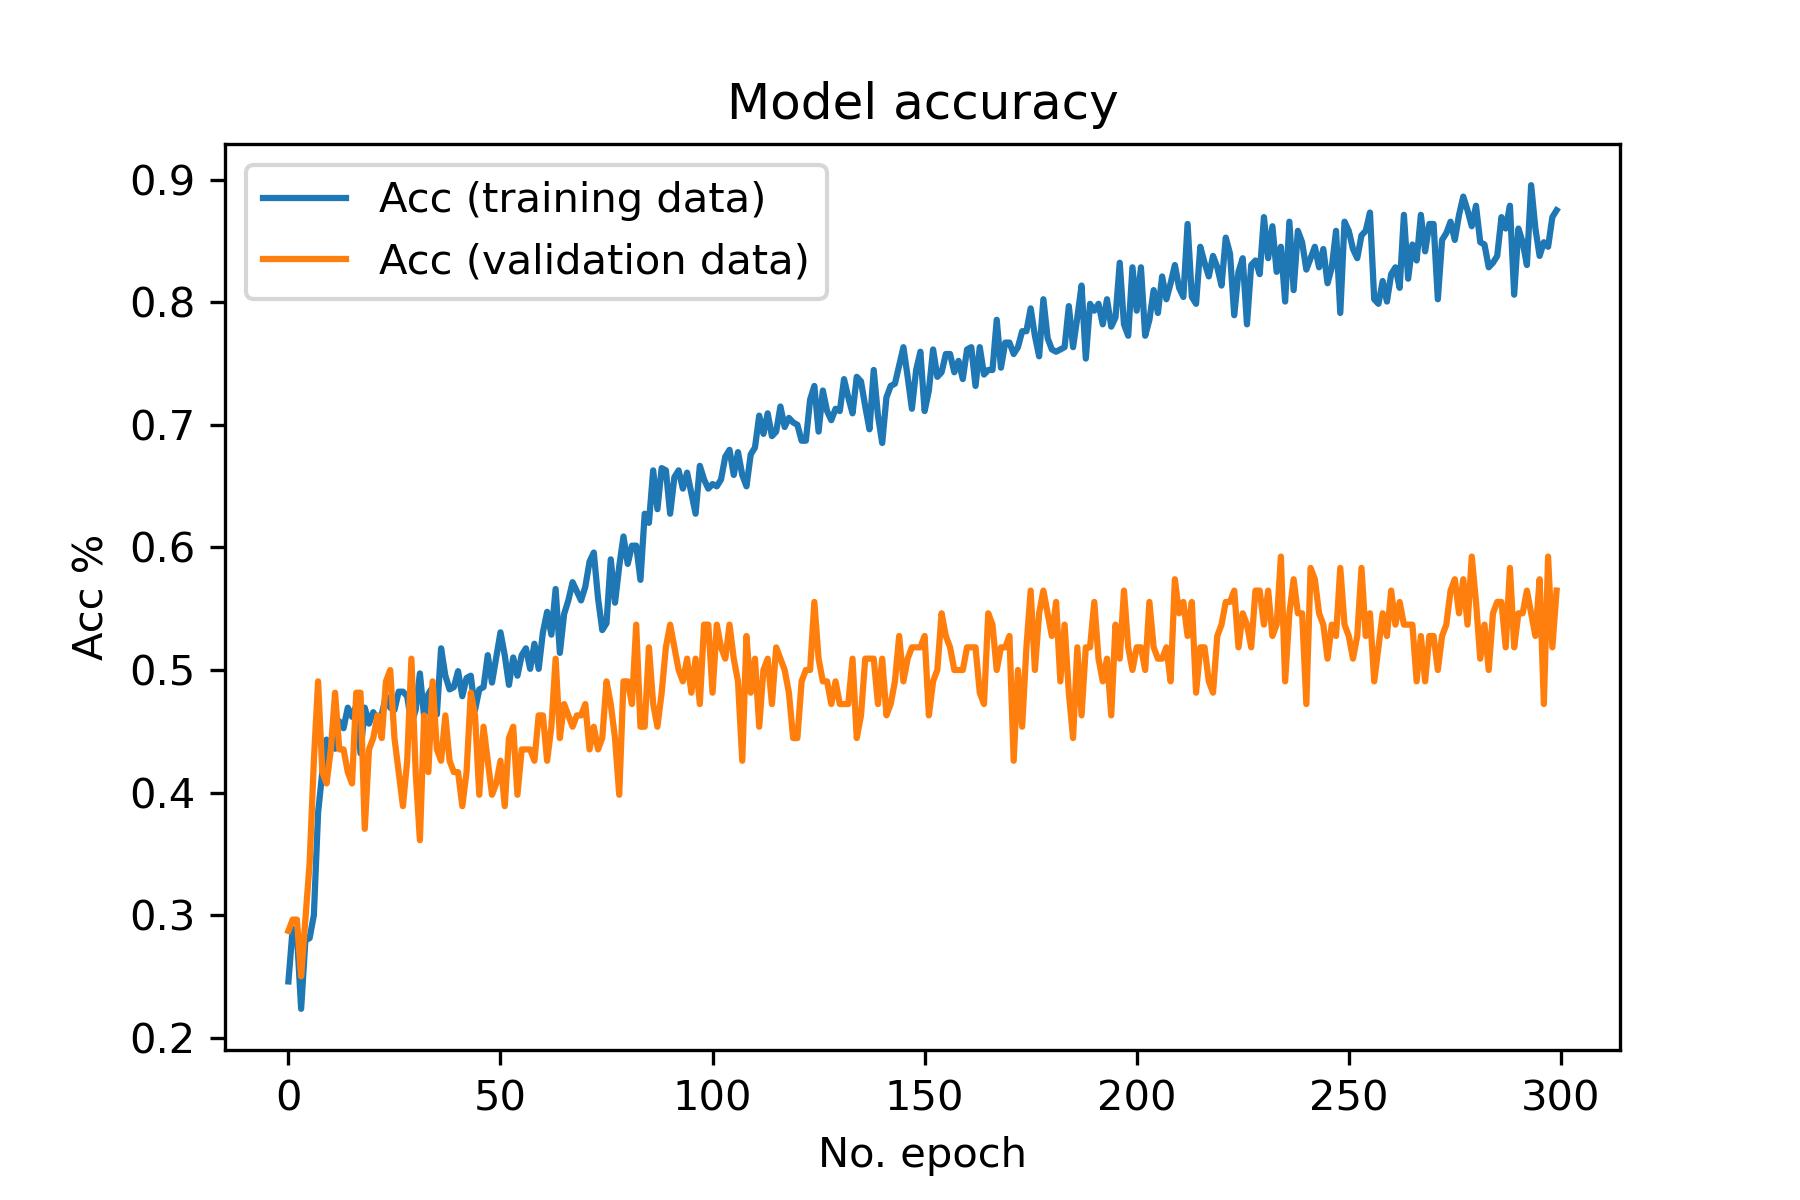 Model accuracy
Acc (training data)
Acc (validation data)
0.9
0.8
0.7
0.6
0.5
0.4
0.3
0.2
Acc %
0 50 100 150 200 250 300
No. epoch